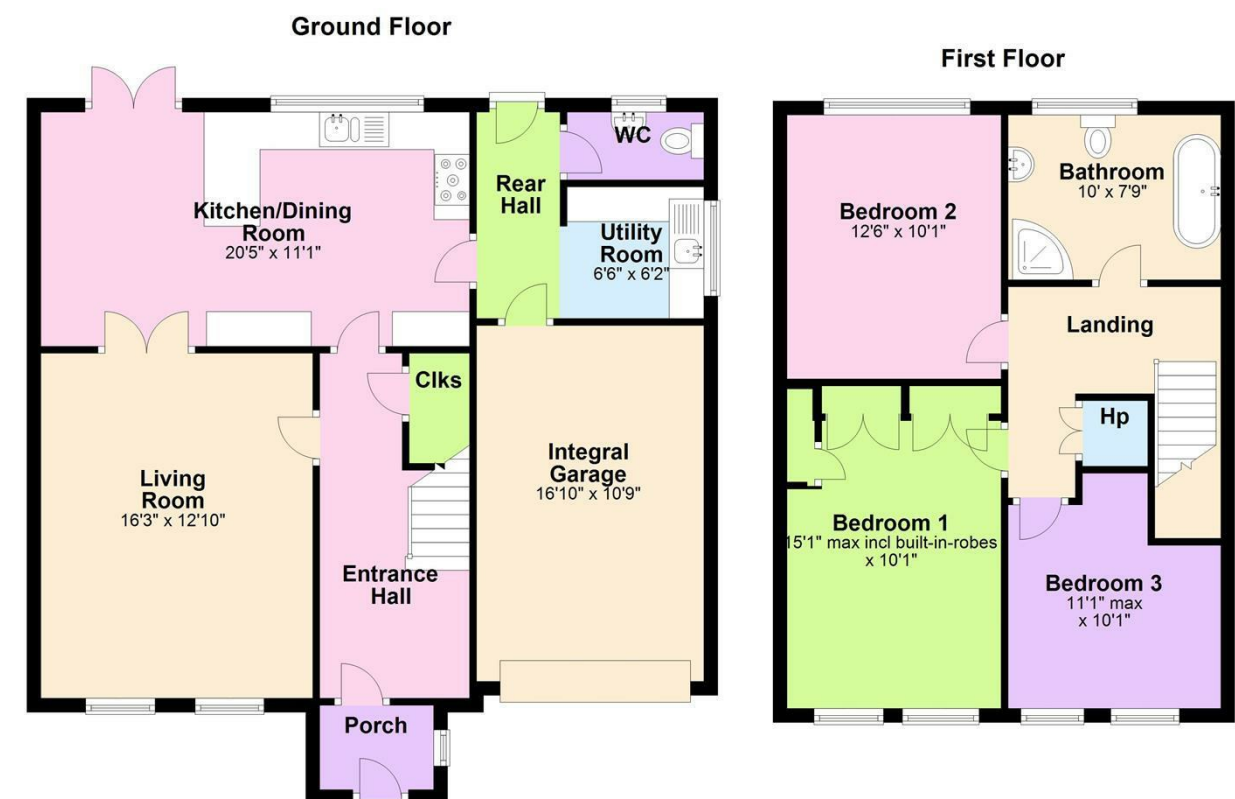 Ground Floor
WC
Rear
Hall
Kitchen/Dining
Room
20'5" x 11'1"
Utility
Room
6'6" x 6'2"
Clks
Living
Room
16'3" x 12'10"
Integral
Garage
16'10" x 10'9"
Entrance
Hall
Porch
First Floor
Bathroom
10' x 7'9"
Bedroom 2
12'6" x 10'1"
Landing
Hp
Bedroom 1
15'1" max incl built-in-robes
x 10'1"
Bedroom 3
11'1" max
x 10'1"